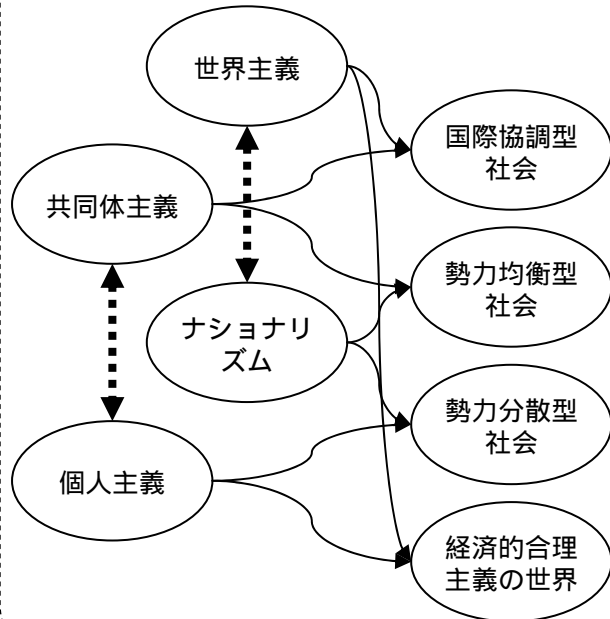 世界主義
国際協調型
社会
共同体主義
勢力均衡型
社会
ナショナリ
ズム
勢力分散型
社会
個人主義
経済的合理
主義の世界